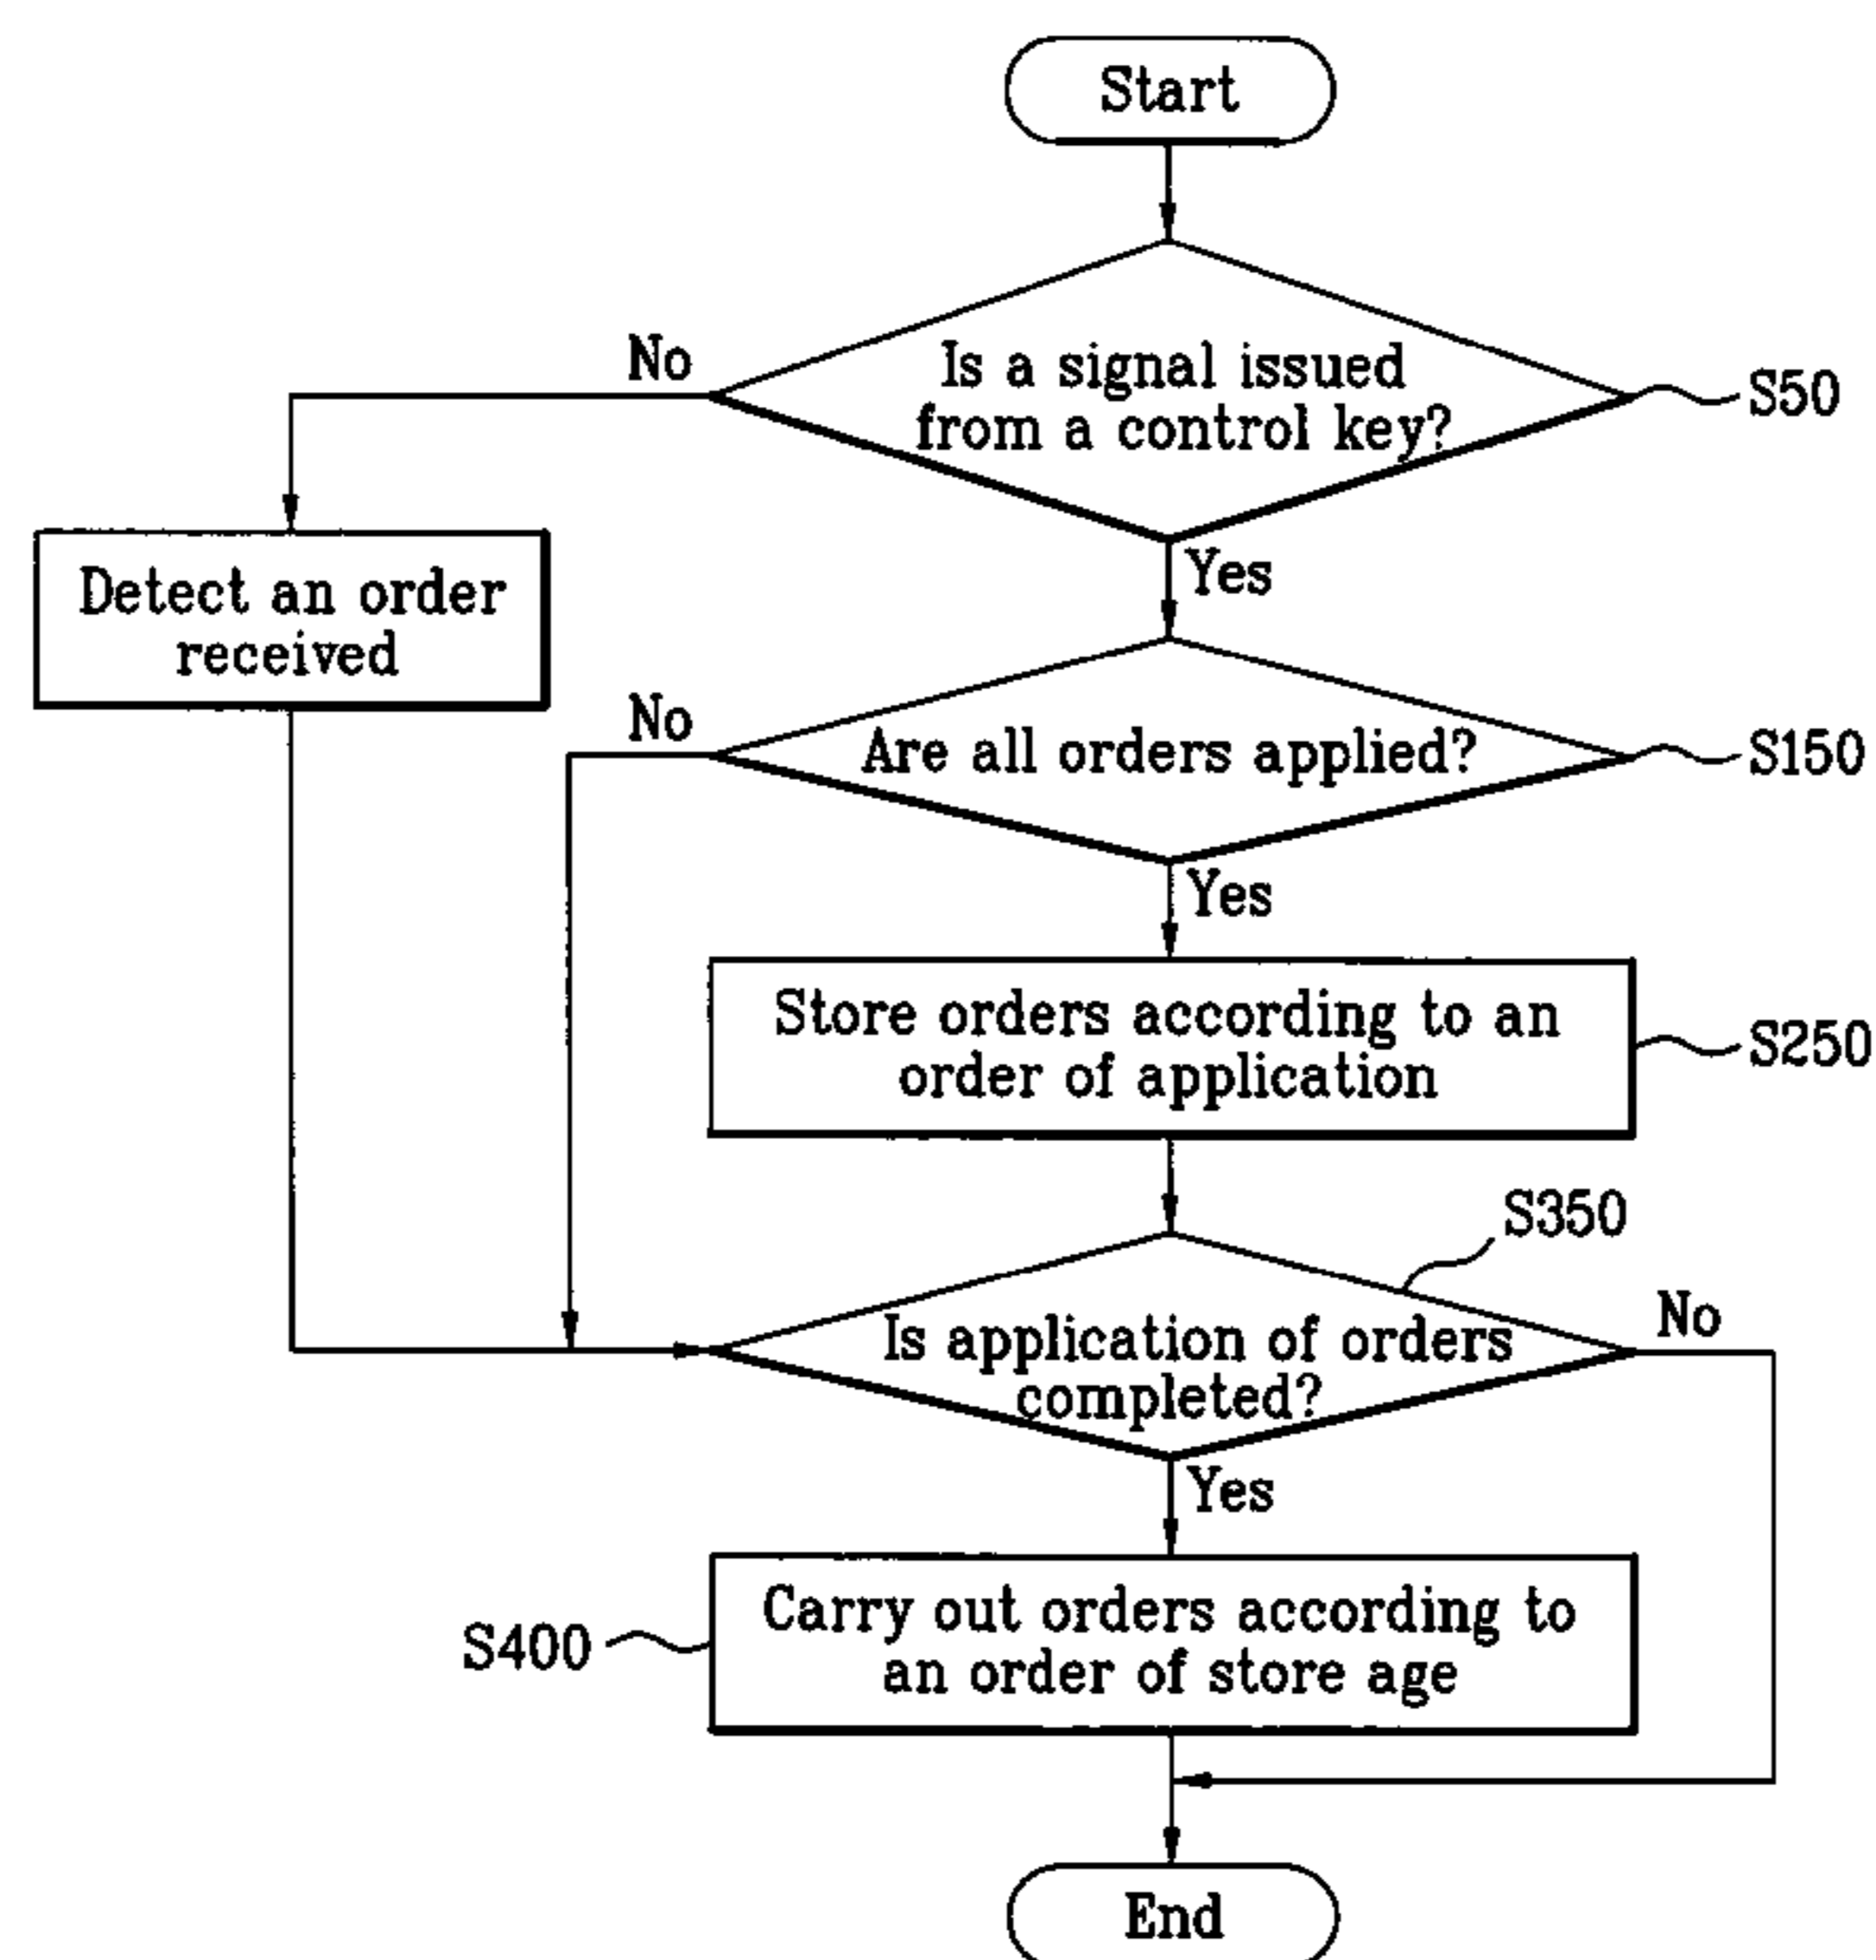 Start
No
Is a signal issued
from a control key?
S50
Detect an order
received
Yes
No
Are all orders applied?
S150
Yes
Store orders according to an
order of application
S250
S350
Is application of orders
completed?
No
Yes
Carry out orders according to
an order of store age
S400
End